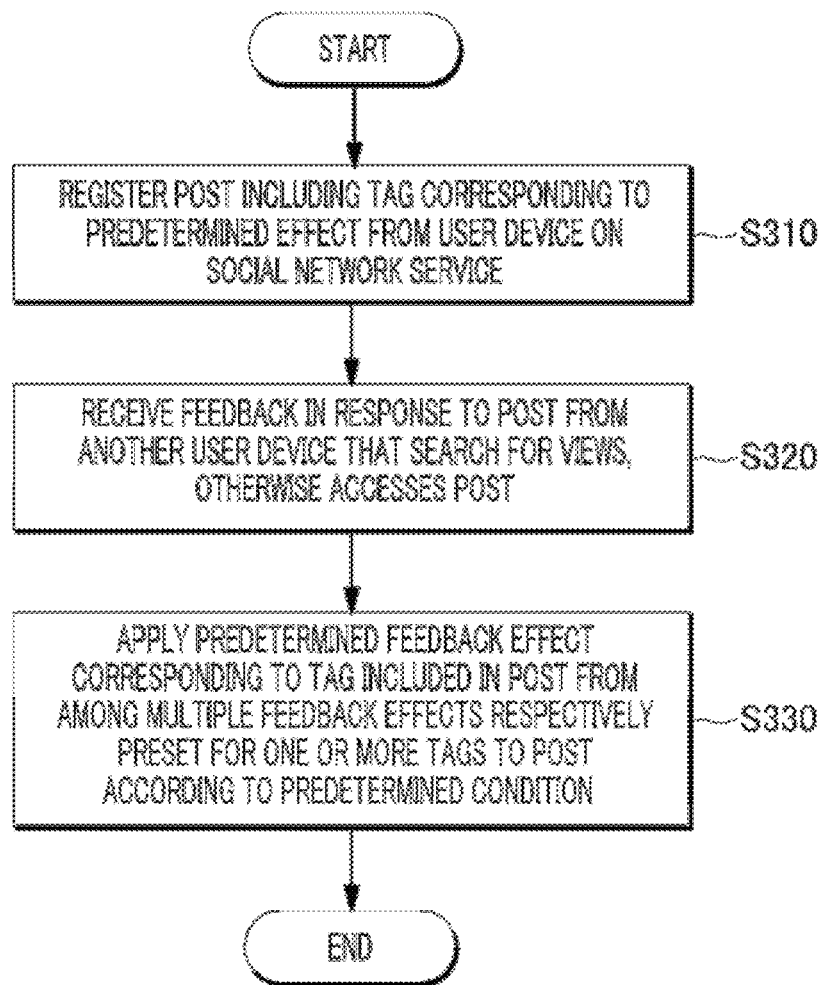 START
REGISTER POST INCLUDING TAG CORRESPONDING TO
PREDETERMINED EFFECT FROM USER DEVICE ON
SOCIAL NETWORK SERVICE
S310
RECEIVE FEEDBACK IN RESPONSE TO POST FROM
ANOTHER USER DEVICE THAT SEARCH FOR VIEWS,
OTHERWISE ACCESSES POST
S320
APPLY PREDETERMINED FEEDBACK EFFECT
CORRESPONDING TO TAG INCLUDED IN POST FROM
AMONG MULTIPLE FEEDBACK EFFECTS RESPECTIVELY
PRESET FOR ONE OR MORE TAGS TO POST
ACCORDING TO PREDETERMINED CONDITION
S330
END